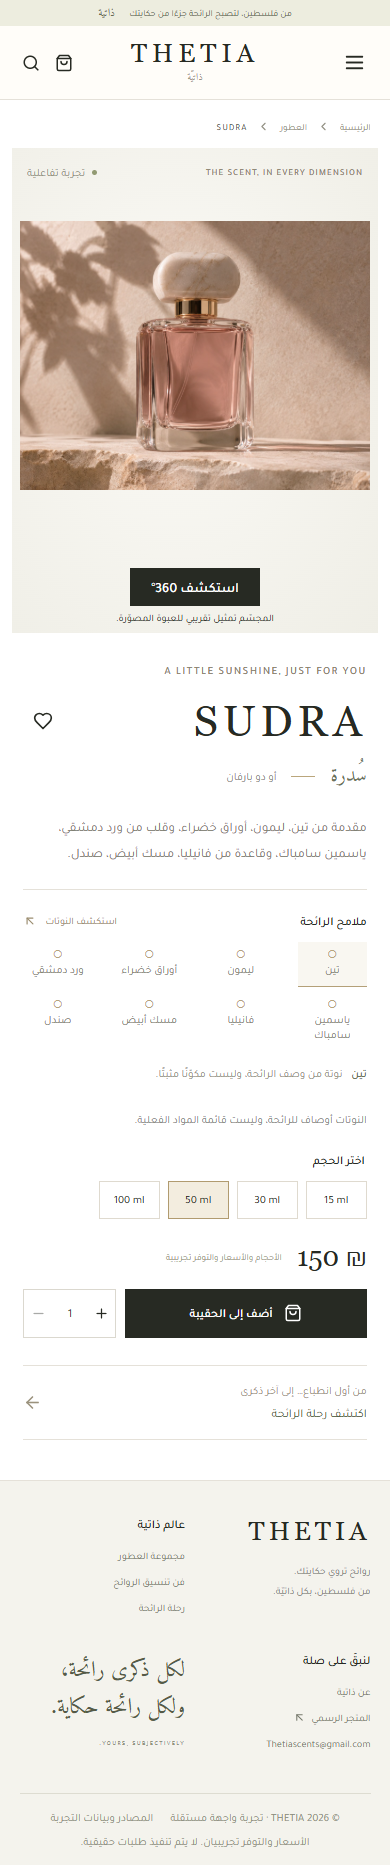 من فلسطين، لتصبح الرائحة جزءًا من حكايتك ذاتيّة
THETIA
ذاتيّة
الرئيسية > العطور > SUDRA
THE SCENT, IN EVERY DIMENSION
تجربة تفاعلية
استكشف 360°
المجسّم تمثيل تقريبي للعبوة المصوّرة.
A LITTLE SUNSHINE, JUST FOR YOU
SUDRA
سُدرة — أو دو بارفان
مقدمة من تين، ليمون، أوراق خضراء، وقلب من ورد دمشقي،
ياسمين سامباك، وقاعدة من فانيليا، مسك أبيض، صندل.
ملامح الرائحة
استكشف النوتات
تين
ليمون
أوراق خضراء
ورد دمشقي
ياسمين سامباك
فانيليا
مسك أبيض
صندل
تين نوتة من وصف الرائحة، وليست مكوّنًا مثبتًا.
النوتات أوصاف للرائحة، وليست قائمة المواد الفعلية.
اختر الحجم
15 ml
30 ml
50 ml
100 ml
150 ₪
الأحجام والأسعار والتوفر تجريبية
أضف إلى الحقيبة
+ 1 −
من أول انطباع… إلى آخر ذكرى
اكتشف رحلة الرائحة
THETIA
روائح تروي حكايتك.
من فلسطين، بكل ذاتيّة.
عالم ذاتية
مجموعة العطور
فن تنسيق الروائح
رحلة الرائحة
لنبقَ على صلة
عن ذاتية
المتجر الرسمي
Thetiascents@gmail.com
لكل ذكرى رائحة،
ولكل رائحة حكاية.
YOURS, SUBJECTIVELY.
© 2026 THETIA · تجربة واجهة مستقلة
المصادر وبيانات التجربة
الأسعار والتوفر تجريبيان. لا يتم تنفيذ طلبات حقيقية.